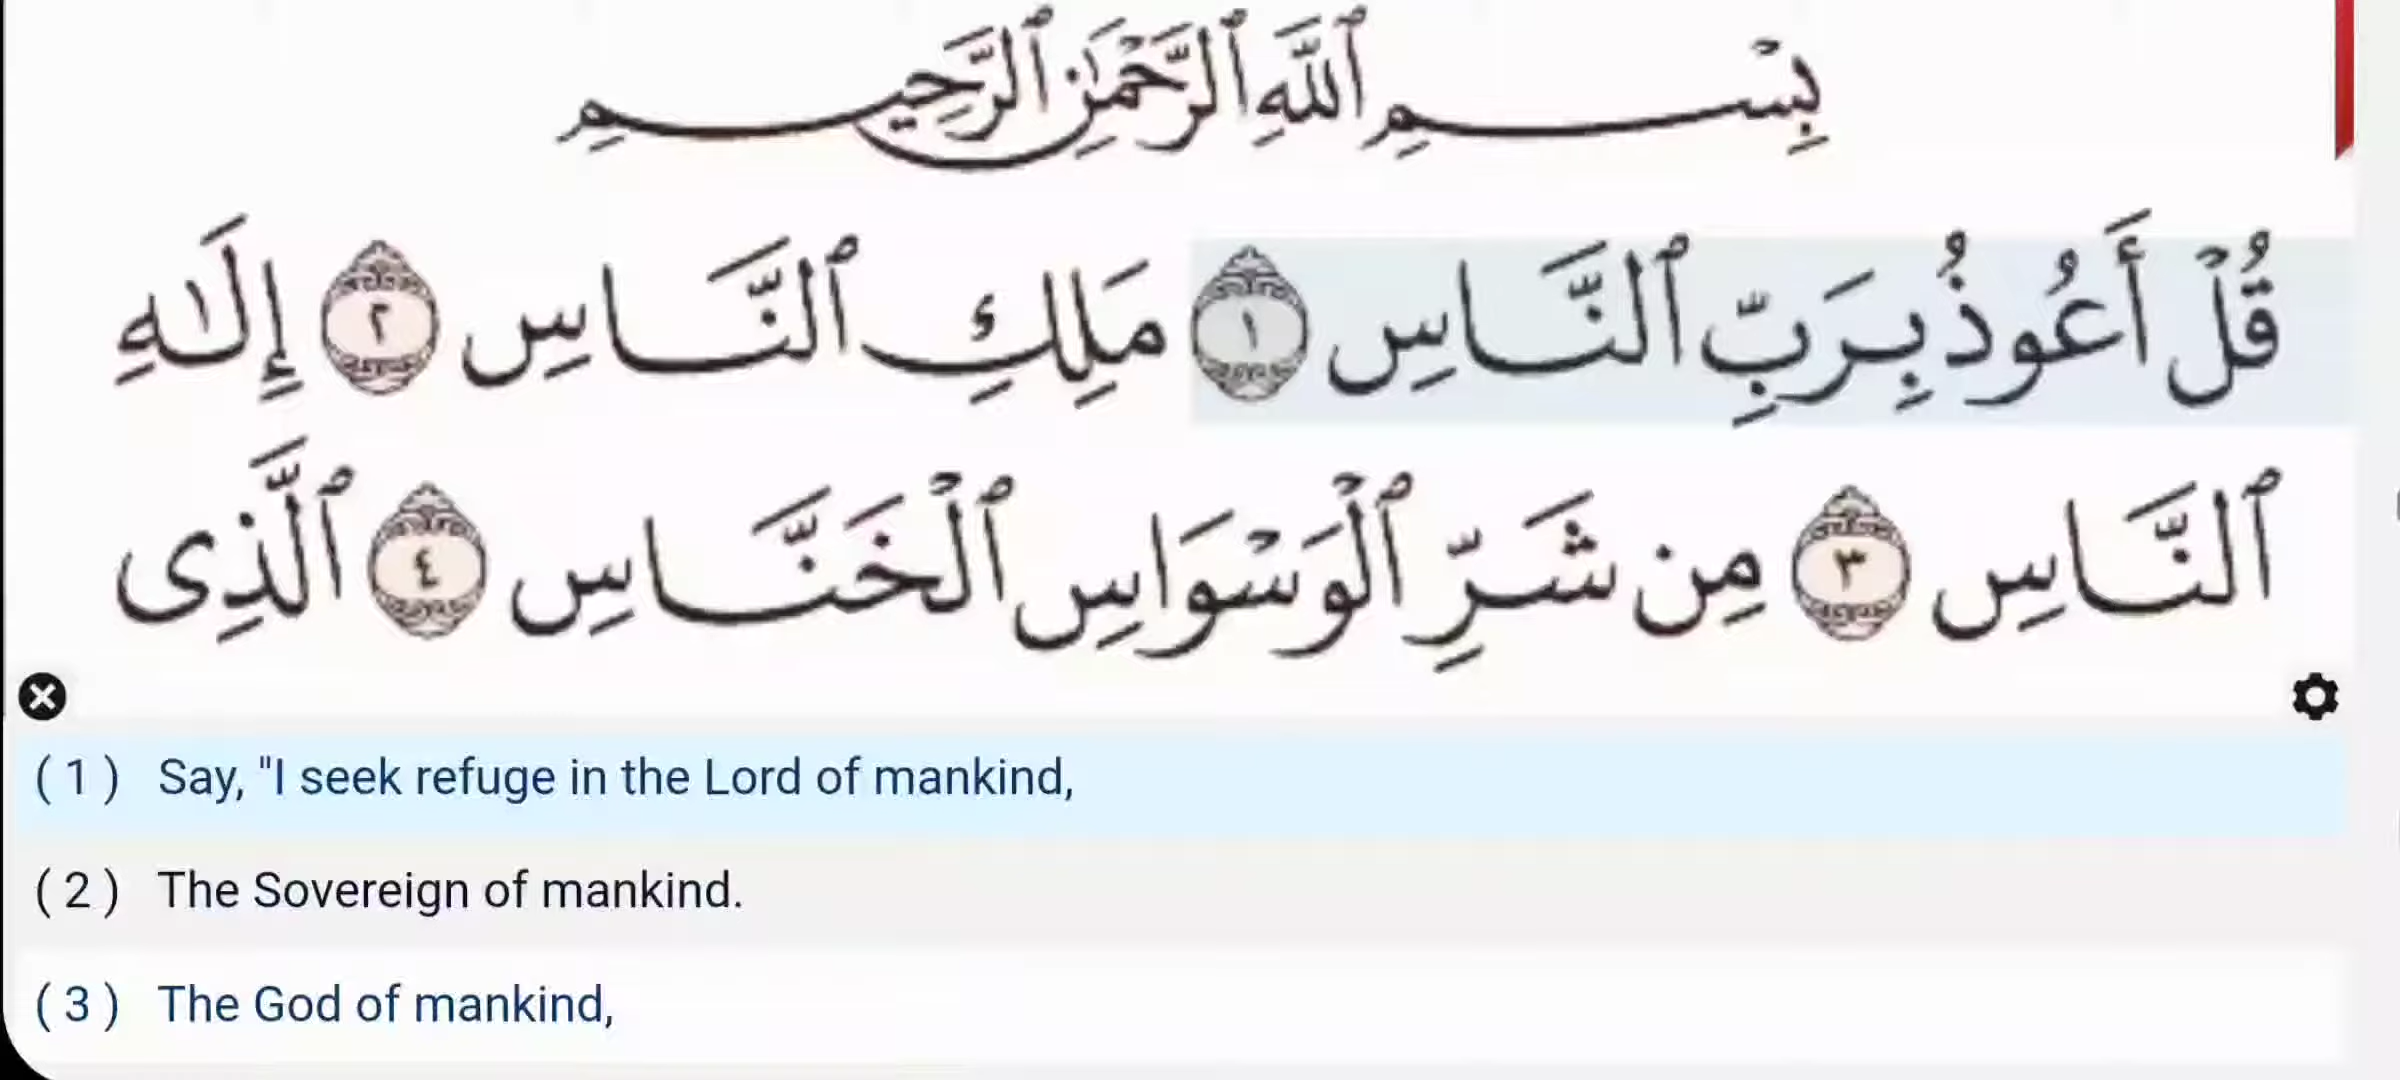 بِسْمِ ٱللَّهِ ٱلرَّحْمَٰنِ ٱلرَّحِيمِ
قُلْ أَعُوذُ بِرَبِّ ٱلنَّاسِ ١ مَلِكِ ٱلنَّاسِ ٢ إِلَٰهِ
ٱلنَّاسِ ٣ مِن شَرِّ ٱلْوَسْوَاسِ ٱلْخَنَّاسِ ٤ ٱلَّذِى
( 1 ) Say, "I seek refuge in the Lord of mankind,
( 2 ) The Sovereign of mankind.
( 3 ) The God of mankind,